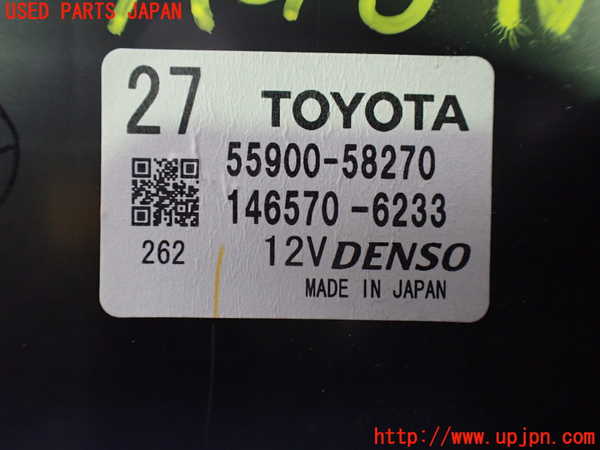 USED PARTS JAPAN
27 TOYOTA
55900-58270
146570-6233
262 12V DENSO
MADE IN JAPAN
http://www.upjpn.com/